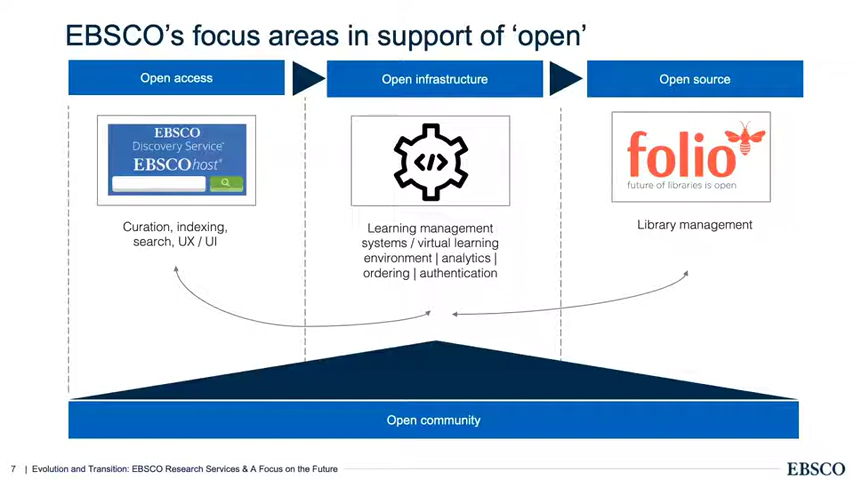 EBSCO's focus areas in support of 'open'
Open access
Open infrastructure
Open source
EBSCO
Discovery Service
EBSCOhost
Curation, indexing,
search, UX / UI
</>
Learning management
systems / virtual learning
environment | analytics |
ordering | authentication
folio
future of libraries is open
Library management
Open community
7 | Evolution and Transition: EBSCO Research Services & A Focus on the Future
EBSCO